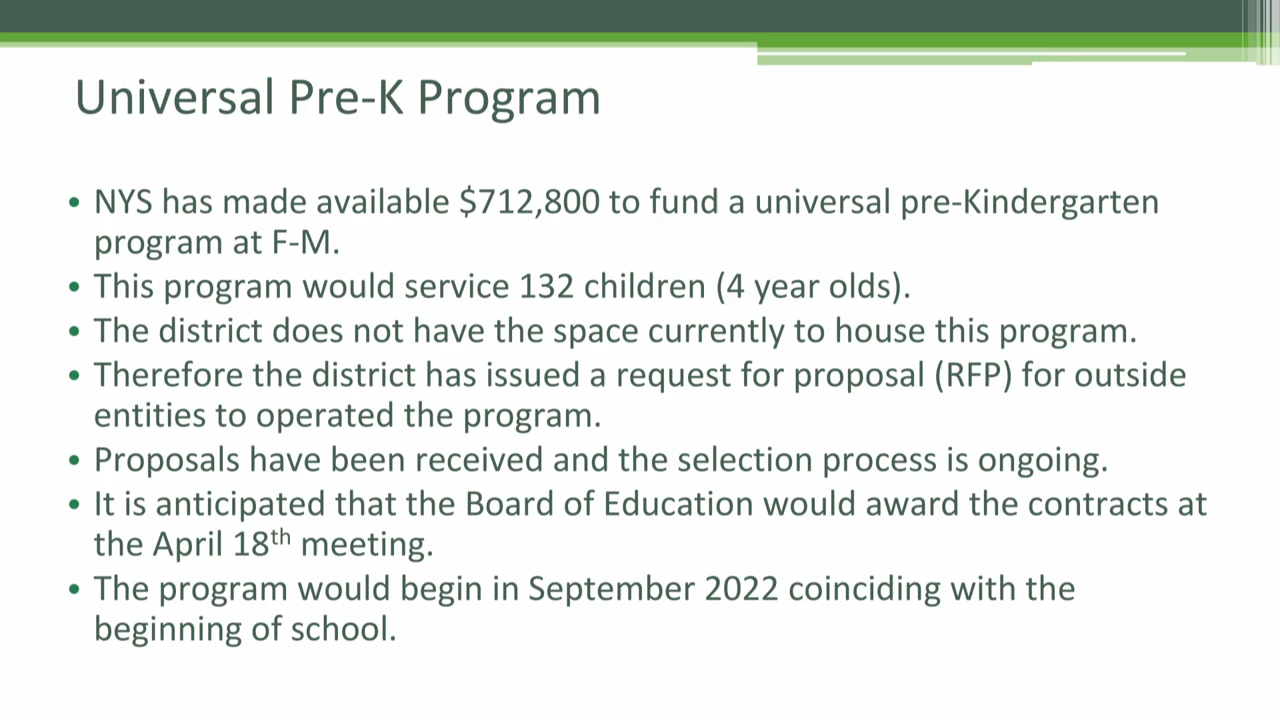 Universal Pre-K Program
• NYS has made available $712,800 to fund a universal pre-Kindergarten
program at F-M.
• This program would service 132 children (4 year olds).
• The district does not have the space currently to house this program.
• Therefore the district has issued a request for proposal (RFP) for outside
entities to operated the program.
• Proposals have been received and the selection process is ongoing.
• It is anticipated that the Board of Education would award the contracts at
the April 18th meeting.
• The program would begin in September 2022 coinciding with the
beginning of school.